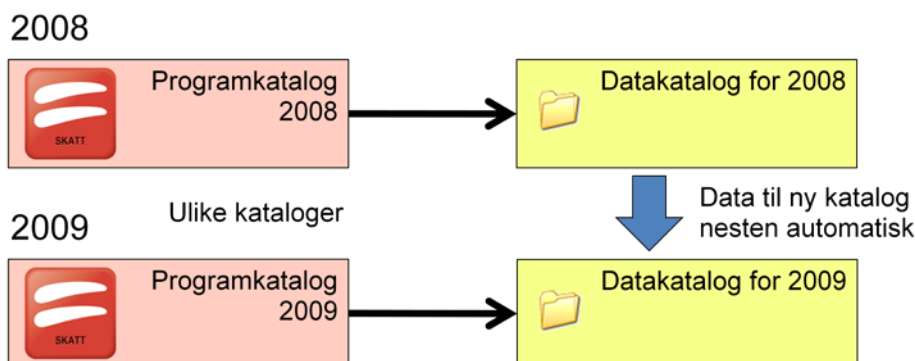 2008
Programkatalog
2008
SKATT
Datakatalog for 2008
Ulike kataloger
Data til ny katalog
nesten automatisk
2009
Programkatalog
2009
SKATT
Datakatalog for 2009